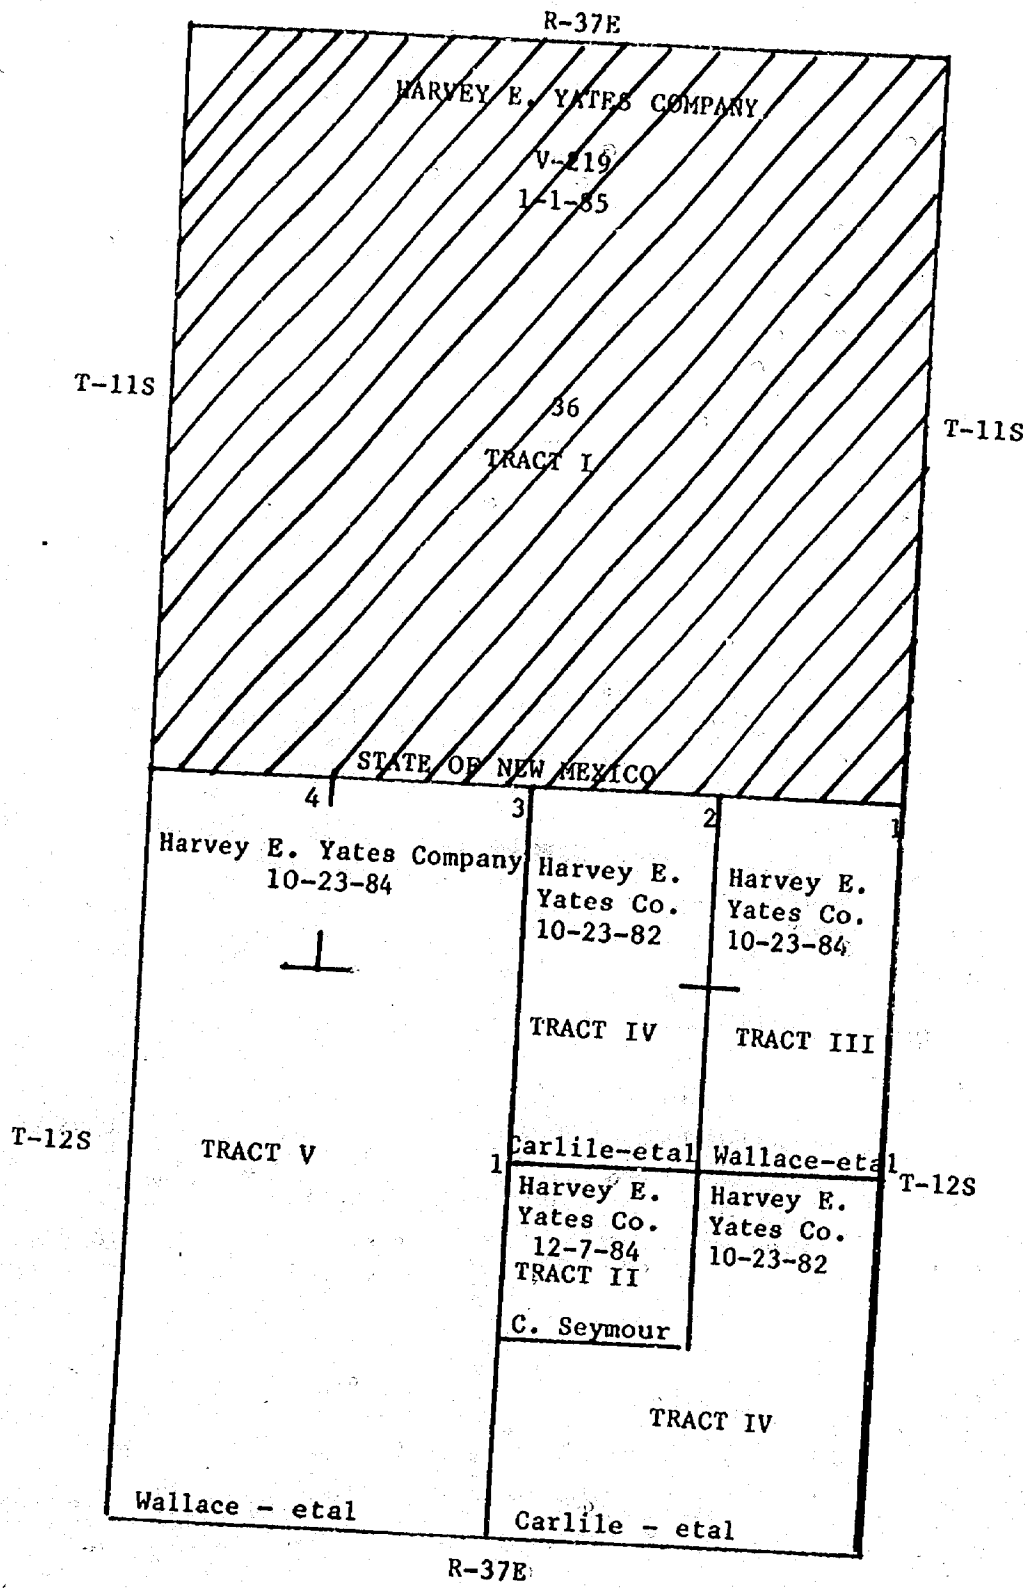 R-37E
HARVEY E. YATES COMPANY
V-219
1-1-85
T-11S
36
T-11S
TRACT I
STATE OF NEW MEXICO
4
3
2
1
Harvey E. Yates Company
10-23-84
Harvey E.
Yates Co.
10-23-82
Harvey E.
Yates Co.
10-23-84
TRACT IV
TRACT III
T-12S
TRACT V
Carlile-etal
Wallace-etal
1
T-12S
Harvey E.
Yates Co.
12-7-84
TRACT II
C. Seymour
Harvey E.
Yates Co.
10-23-82
TRACT IV
Wallace - etal
Carlile - etal
R-37E